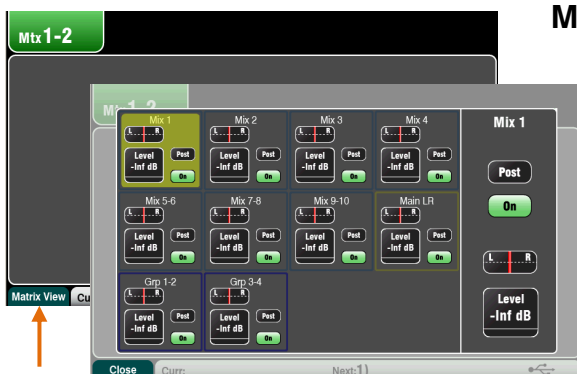 M
Mtx 1-2
Mix 1 Mix 2 Mix 3 Mix 4 Mix 1
L R L R L R L R
Level -Inf dB Post On Level -Inf dB Post On Level -Inf dB Post On Level -Inf dB Post On Post
On
Mix 5-6 Mix 7-8 Mix 9-10 Main LR
L R L R L R L R
Level -Inf dB Post On Level -Inf dB Post On Level -Inf dB Post On Level -Inf dB Post On
L R
Grp 1-2 Grp 3-4
L R L R
Level -Inf dB Post On Level -Inf dB Post On
Level
-Inf dB
Matrix View Cu
Close Curr: Next:1)